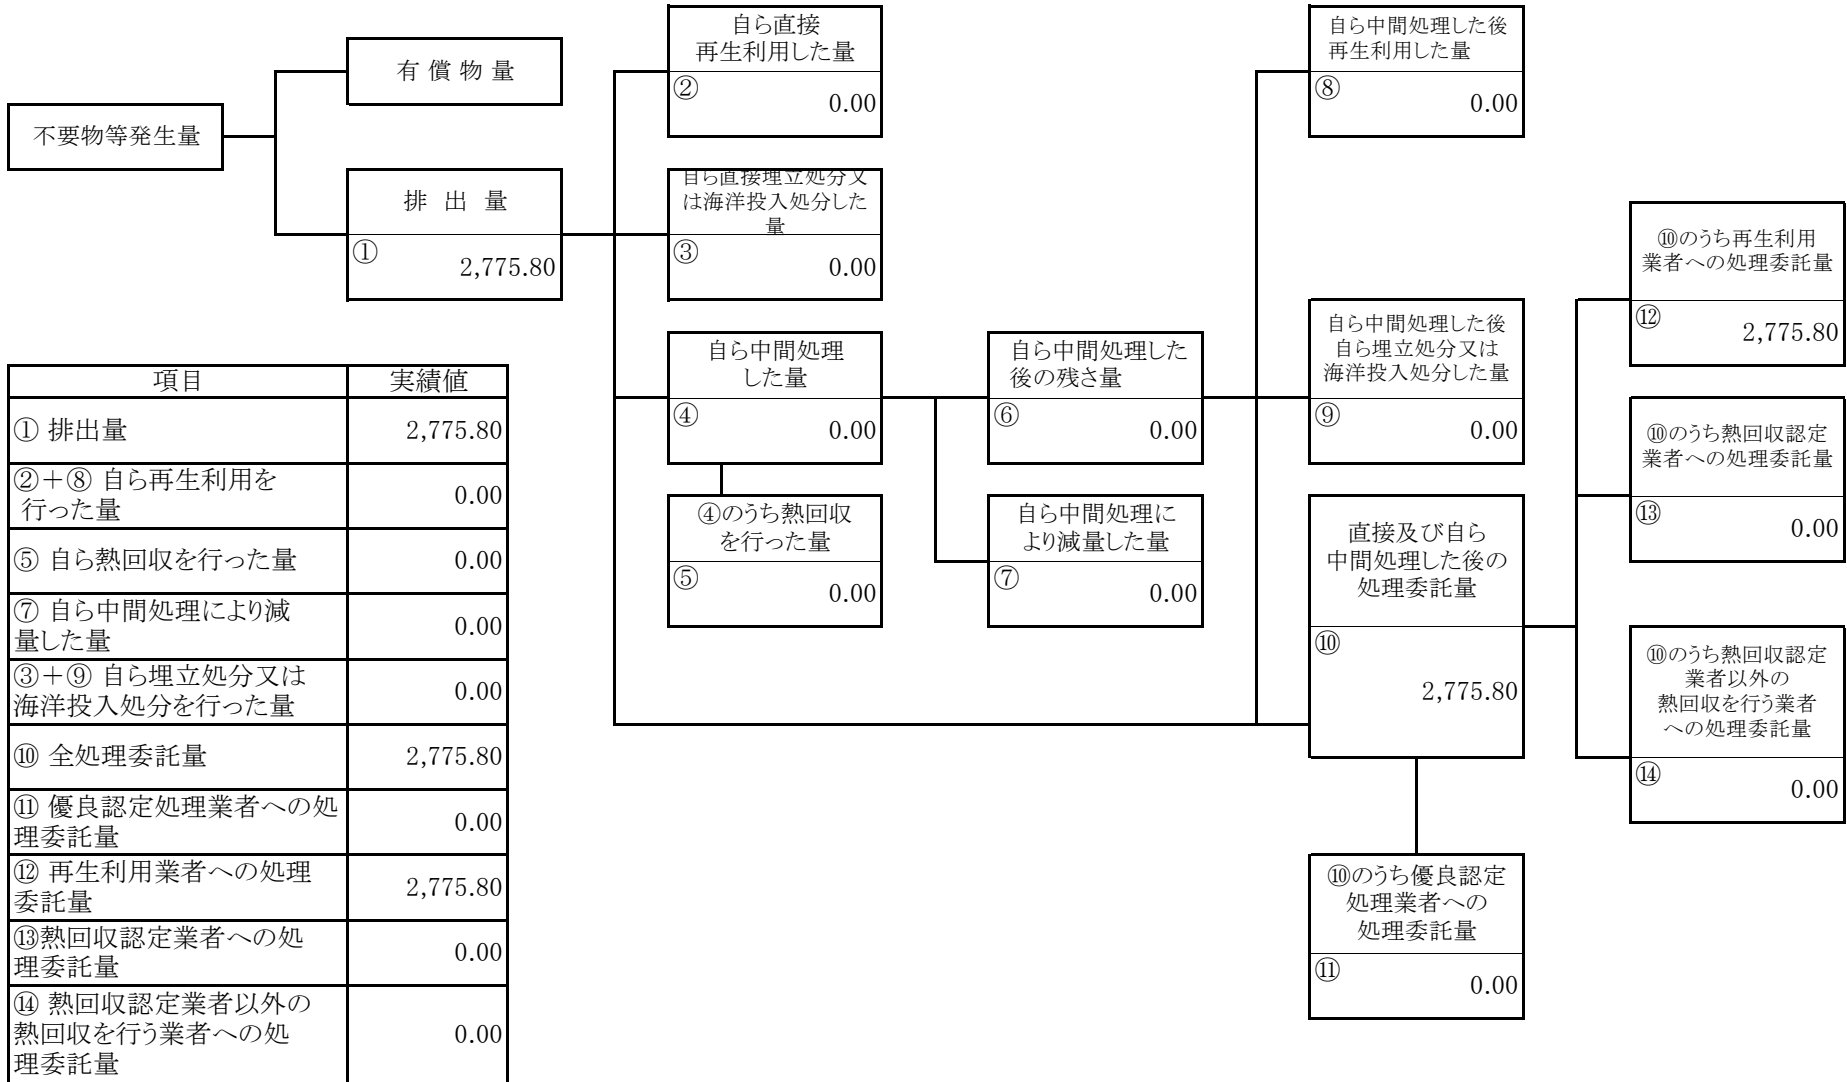 不要物等発生量
有 償 物 量
排 出 量
①
2,775.80
自ら直接
再生利用した量
②
0.00
自ら直接埋立処分又
は海洋投入処分した
量
③
0.00
自ら中間処理
した量
④
0.00
④のうち熱回収
を行った量
⑤
0.00
自ら中間処理した
後の残さ量
⑥
0.00
自ら中間処理に
より減量した量
⑦
0.00
自ら中間処理した後
再生利用した量
⑧
0.00
自ら中間処理した後
自ら埋立処分又は
海洋投入処分した量
⑨
0.00
直接及び自ら
中間処理した後の
処理委託量
⑩
2,775.80
⑩のうち優良認定
処理業者への
処理委託量
⑪
0.00
⑩のうち再生利用
業者への処理委託量
⑫
2,775.80
⑩のうち熱回収認定
業者への処理委託量
⑬
0.00
⑩のうち熱回収認定
業者以外の
熱回収を行う業者
への処理委託量
⑭
0.00
項目 実績値
① 排出量 2,775.80
②＋⑧ 自ら再生利用を
行った量
0.00
⑤ 自ら熱回収を行った量 0.00
⑦ 自ら中間処理により減
量した量
0.00
③＋⑨ 自ら埋立処分又は
海洋投入処分を行った量
0.00
⑩ 全処理委託量 2,775.80
⑪ 優良認定処理業者への処
理委託量
0.00
⑫ 再生利用業者への処理
委託量
2,775.80
⑬熱回収認定業者への処
理委託量
0.00
⑭ 熱回収認定業者以外の
熱回収を行う業者への処
理委託量
0.00